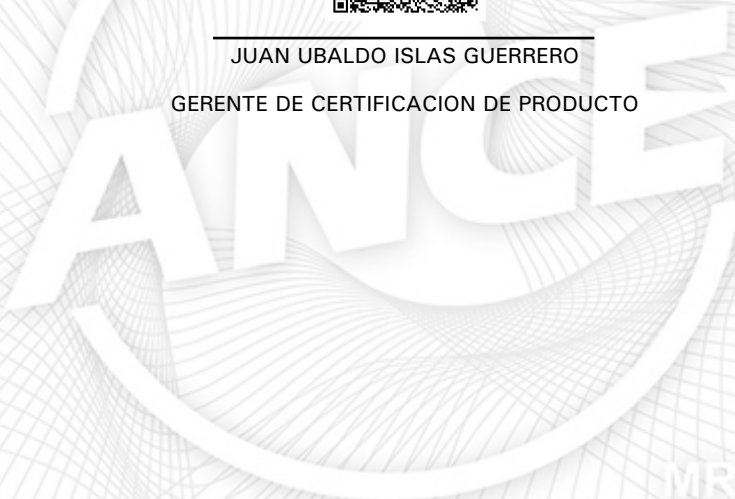 JUAN UBALDO ISLAS GUERRERO
GERENTE DE CERTIFICACION DE PRODUCTO
ANCE
MR